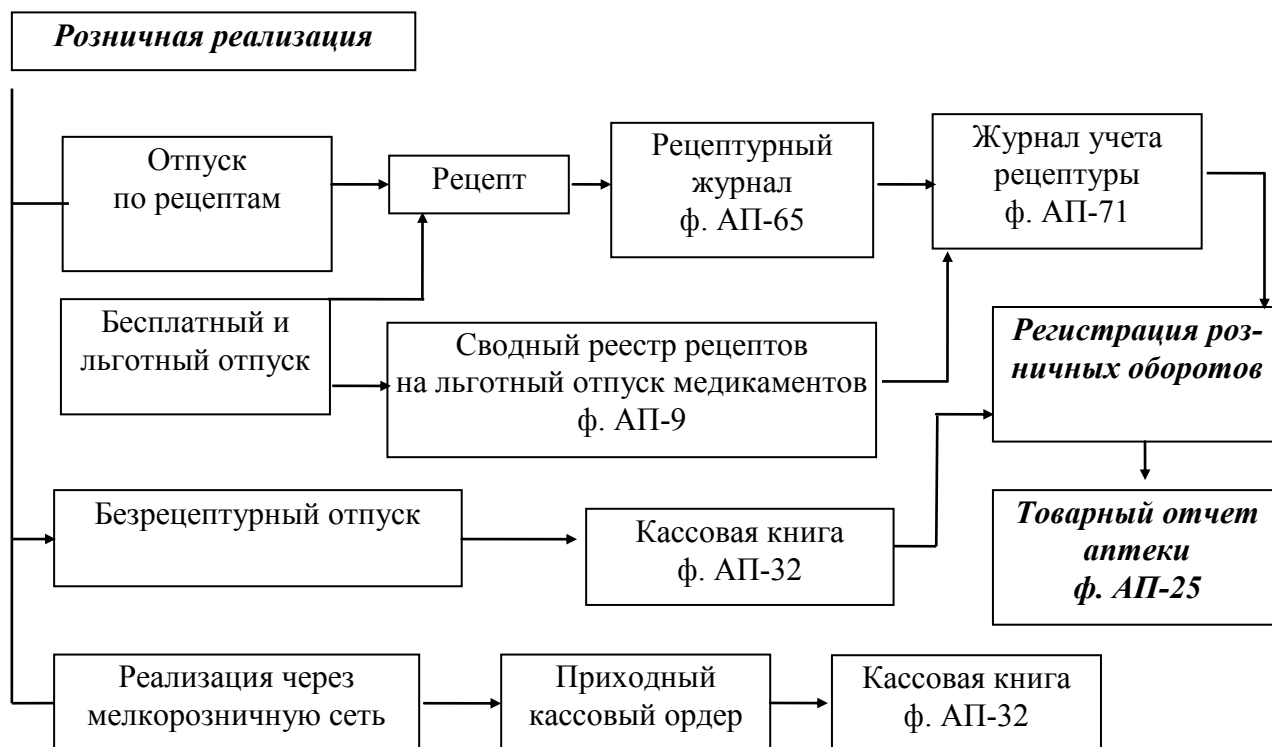 Розничная реализация
Отпуск
по рецептам
Рецепт
Рецептурный
журнал
ф. АП-65
Журнал учета
рецептуры
ф. АП-71
Бесплатный и
льготный отпуск
Сводный реестр рецептов
на льготный отпуск медикаментов
ф. АП-9
Регистрация роз-
ничных оборотов
Безрецептурный отпуск
Кассовая книга
ф. АП-32
Товарный отчет
аптеки
ф. АП-25
Реализация через
мелкорозничную сеть
Приходный
кассовый ордер
Кассовая книга
ф. АП-32